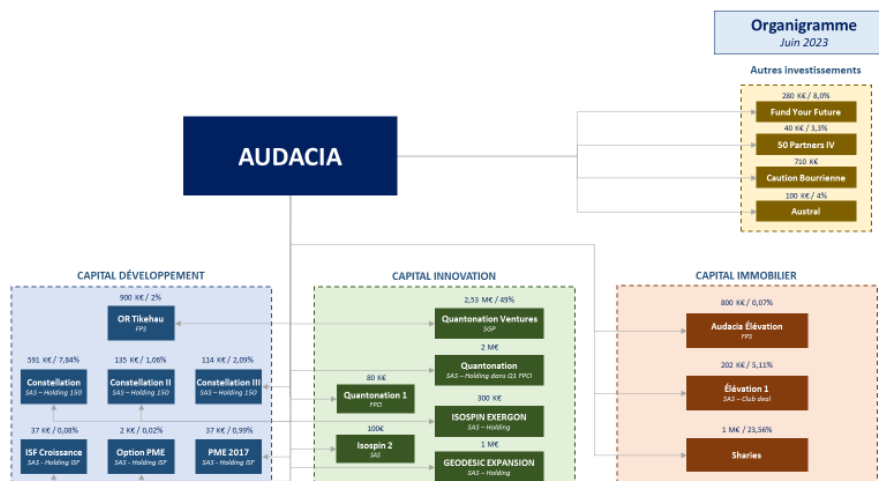 Organigramme
Juin 2023
Autres investissements
280 K€ / 8,0%
Fund Your Future
40 K€ / 3,3%
50 Partners IV
710 K€
Caution Bourrienne
100 K€ / 4%
Austral
AUDACIA
CAPITAL DÉVELOPPEMENT
900 K€ / 2%
OR Tikehau
FPS
591 K€ / 7,84%
Constellation
SAS – Holding 150
135 K€ / 1,06%
Constellation II
SAS – Holding 150
114 K€ / 2,09%
Constellation III
SAS – Holding 150
37 K€ / 0,08%
ISF Croissance
SAS - Holding ISF
2 K€ / 0,02%
Option PME
SAS - Holding ISF
37 K€ / 0,99%
PME 2017
SAS - Holding ISF
CAPITAL INNOVATION
2,53 M€ / 49%
Quantonation Ventures
SGP
2 M€
Quantonation
SAS – Holding dans Q1 FPCI
80 K€
Quantonation 1
FPCI
300 K€
ISOSPIN EXERGON
SAS – Holding
100€
Isospin 2
SAS
1 M€
GEODESIC EXPANSION
SAS – Holding
CAPITAL IMMOBILIER
800 K€ / 0,07%
Audacia Élévation
FPS
202 K€ / 5,11%
Élévation 1
SAS – Club deal
1 M€ / 23,56%
Sharies